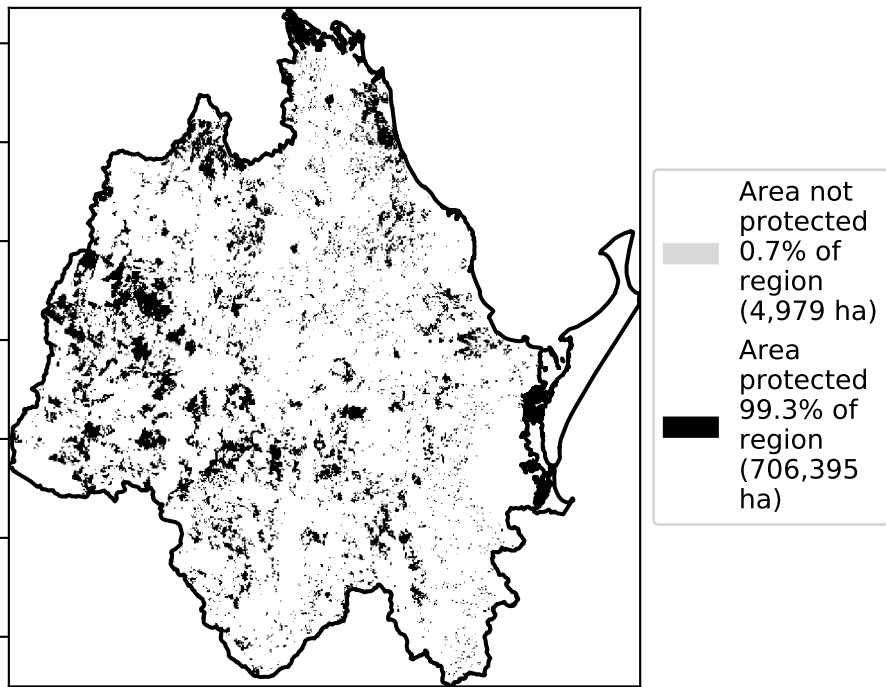 Area not
protected
0.7% of
region
(4,979 ha)
Area
protected
99.3% of
region
(706,395
ha)